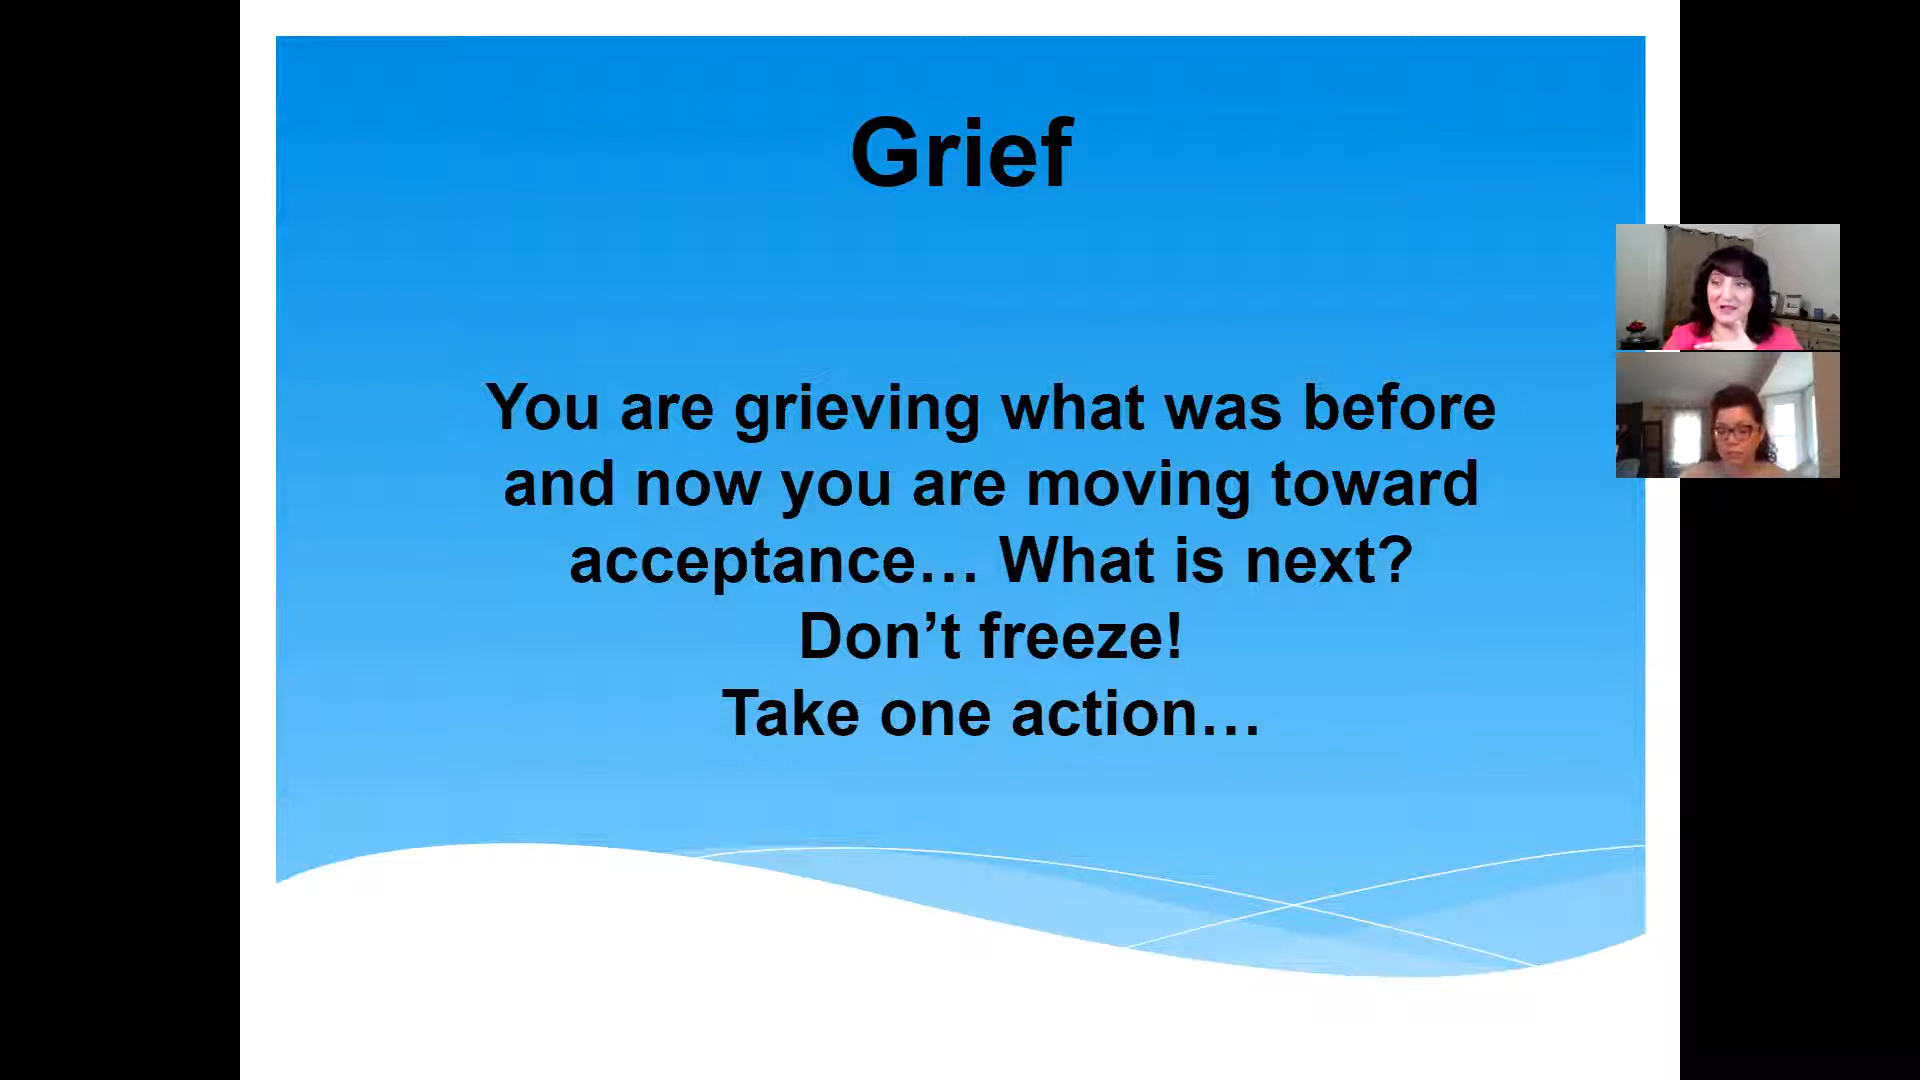 Grief
You are grieving what was before
and now you are moving toward
acceptance… What is next?
Don’t freeze!
Take one action…